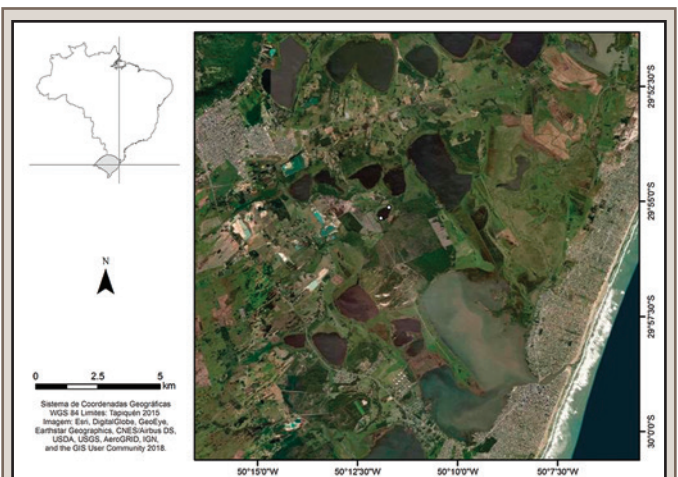 N
0 2.5 5
km
Sistema de Coordenadas Geográficas
WGS 84 Limites: Tapiquén 2015
Imagem: Esri, DigitalGlobe, GeoEye,
Earthstar Geographics, CNES/Airbus DS,
USDA, USGS, AeroGRID, IGN,
and the GIS User Community 2018.
29°52'30"S
29°55'0"S
29°57'30"S
30°0'0"S
50°15'0"W 50°12'30"W 50°10'0"W 50°7'30"W